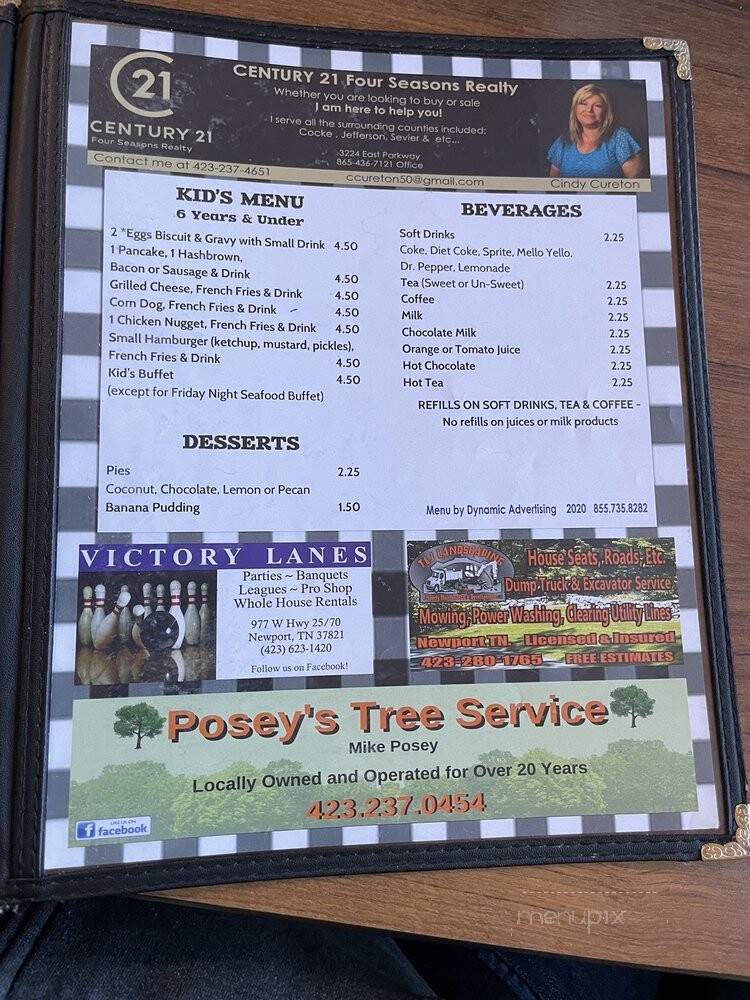 21
CENTURY 21
Four Seasons Realty
Contact me at 423-237-4651
CENTURY 21 Four Seasons Realty
Whether you are looking to buy or sale
I am here to help you!
I serve all the surrounding counties included:
Cocke , Jefferson, Sevier & etc...
3224 East Parkway
865-436-7121 Office
ccureton50@gmail.com
Cindy Cureton
KID'S MENU
6 Years & Under
2 *Eggs Biscuit & Gravy with Small Drink 4.50
1 Pancake, 1 Hashbrown,
Bacon or Sausage & Drink 4.50
Grilled Cheese, French Fries & Drink 4.50
Corn Dog, French Fries & Drink 4.50
1 Chicken Nugget, French Fries & Drink 4.50
Small Hamburger (ketchup, mustard, pickles),
French Fries & Drink 4.50
Kid's Buffet 4.50
(except for Friday Night Seafood Buffet)
DESSERTS
Pies 2.25
Coconut, Chocolate, Lemon or Pecan
Banana Pudding 1.50
BEVERAGES
Soft Drinks 2.25
Coke, Diet Coke, Sprite, Mello Yello,
Dr. Pepper, Lemonade
Tea (Sweet or Un-Sweet) 2.25
Coffee 2.25
Milk 2.25
Chocolate Milk 2.25
Orange or Tomato Juice 2.25
Hot Chocolate 2.25
Hot Tea 2.25
REFILLS ON SOFT DRINKS, TEA & COFFEE -
No refills on juices or milk products
Menu by Dynamic Advertising 2020 855.735.8282
VICTORY LANES
Parties ~ Banquets
Leagues ~ Pro Shop
Whole House Rentals
977 W Hwy 25/70
Newport, TN 37821
(423) 623-1420
Follow us on Facebook!
LANDSCAPING
House Seats, Roads, Etc.
Dump Truck & Excavator Service
Mowing, Power Washing, Clearing Utility Lines
Newport, TN Licensed & Insured
423-280-1765 FREE ESTIMATES
Posey's Tree Service
Mike Posey
Locally Owned and Operated for Over 20 Years
423.237.0454
LIKE US ON
facebook
menupix